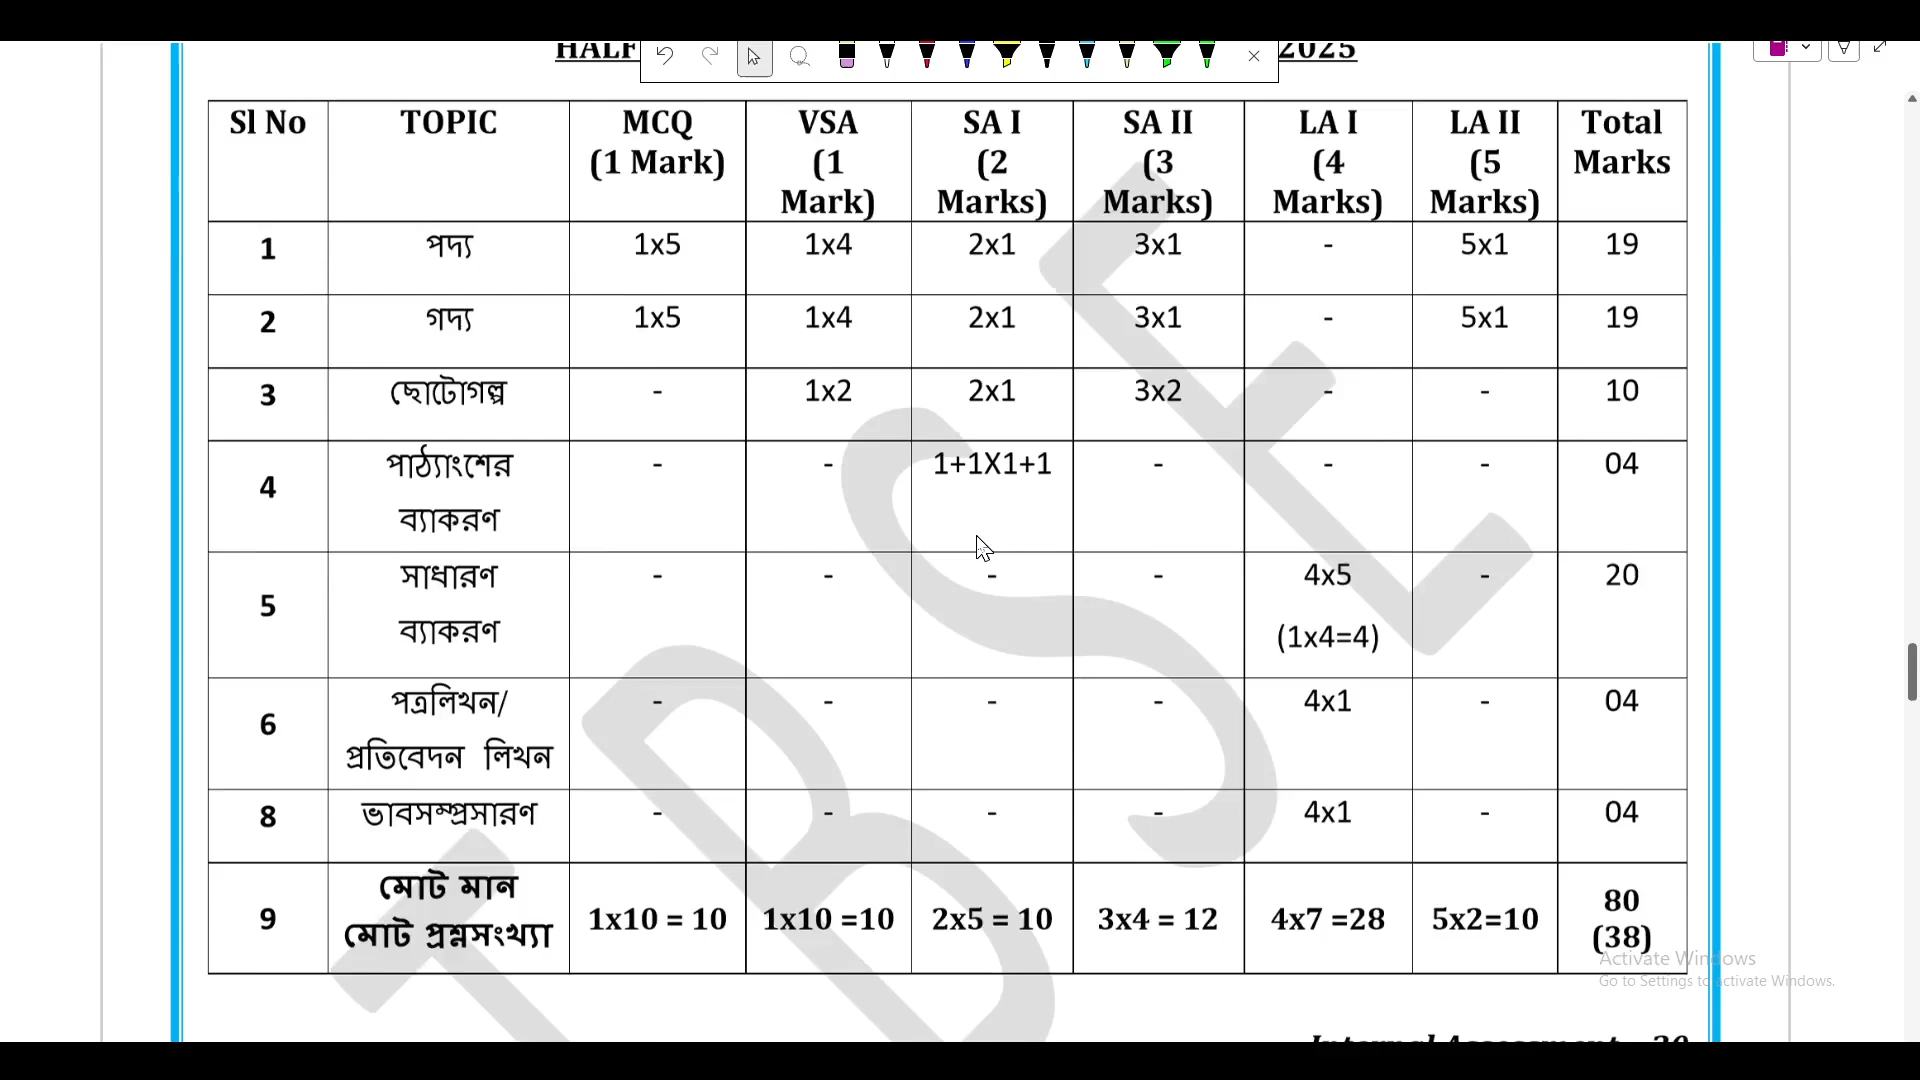 HALF 2025
Sl No TOPIC MCQ (1 Mark) VSA (1 Mark) SA I (2 Marks) SA II (3 Marks) LA I (4 Marks) LA II (5 Marks) Total Marks
1 পদ্য 1x5 1x4 2x1 3x1 - 5x1 19
2 গদ্য 1x5 1x4 2x1 3x1 - 5x1 19
3 ছোটোগল্প - 1x2 2x1 3x2 - - 10
4 পাঠ্যাংশের ব্যাকরণ - - 1+1X1+1 - - - 04
5 সাধারণ ব্যাকরণ - - - - 4x5 (1x4=4) - 20
6 পত্রলিখন/ প্রতিবেদন লিখন - - - - 4x1 - 04
8 ভাবসম্প্রসারণ - - - - 4x1 - 04
9 মোট মান মোট প্রশ্নসংখ্যা 1x10 = 10 1x10 =10 2x5 = 10 3x4 = 12 4x7 =28 5x2=10 80 (38)
Activate Windows
Go to Settings to activate Windows.
Internal Assessment - 20
TBSE